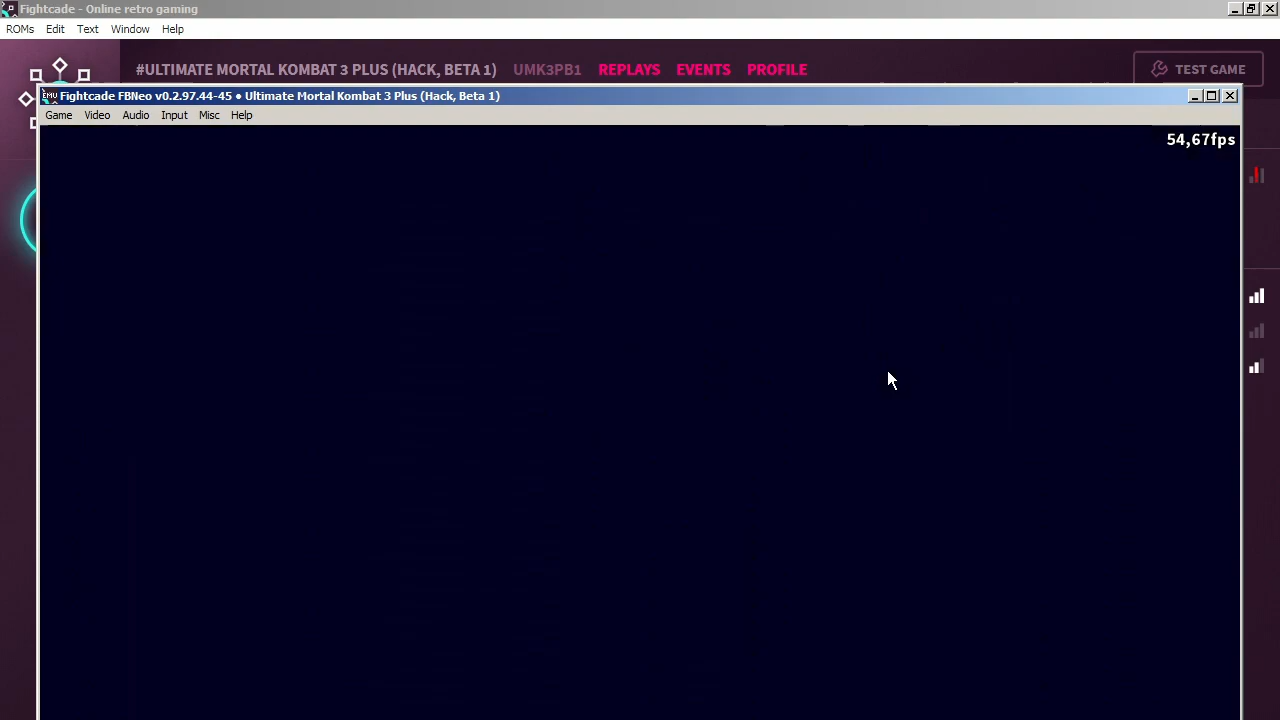 Fightcade - Online retro gaming
ROMs Edit Text Window Help
#ULTIMATE MORTAL KOMBAT 3 PLUS (HACK, BETA 1) UMK3PB1 REPLAYS EVENTS PROFILE TEST GAME
EMU Fightcade FBNeo v0.2.97.44-45 • Ultimate Mortal Kombat 3 Plus (Hack, Beta 1)
Game Video Audio Input Misc Help
54,67fps